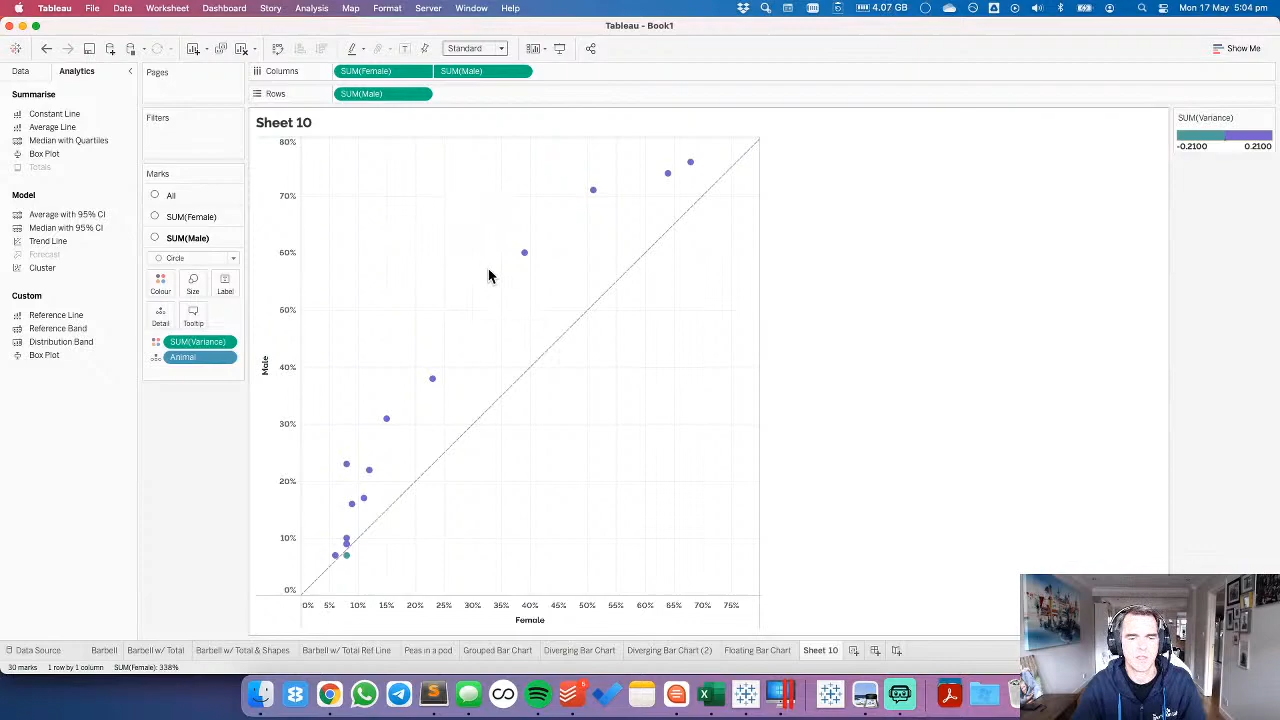 Tableau File Data Worksheet Dashboard Story Analysis Map Format Server Window Help 4.07 GB Mon 17 May 5:04 pm
Tableau - Book1
Standard Show Me
Data Analytics
Pages
Columns SUM(Female) SUM(Male)
Rows SUM(Male)
Summarise
Constant Line
Average Line
Median with Quartiles
Box Plot
Totals
Model
Average with 95% CI
Median with 95% CI
Trend Line
Forecast
Cluster
Custom
Reference Line
Reference Band
Distribution Band
Box Plot
Filters
Marks
All
SUM(Female)
SUM(Male)
Circle
Colour Size Label
Detail Tooltip
SUM(Variance)
Animal
Sheet 10
80%
70%
60%
50%
40%
30%
20%
10%
0%
Male
0% 5% 10% 15% 20% 25% 30% 35% 40% 45% 50% 55% 60% 65% 70% 75%
Female
SUM(Variance)
-0.2100 0.2100
Data Source Barbell Barbell w/ Total Barbell w/ Total & Shapes Barbell w/ Total Ref Line Peas in a pod Grouped Bar Chart Diverging Bar Chart Diverging Bar Chart (2) Floating Bar Chart Sheet 10
30 marks 1 row by 1 column SUM(Female): 338%